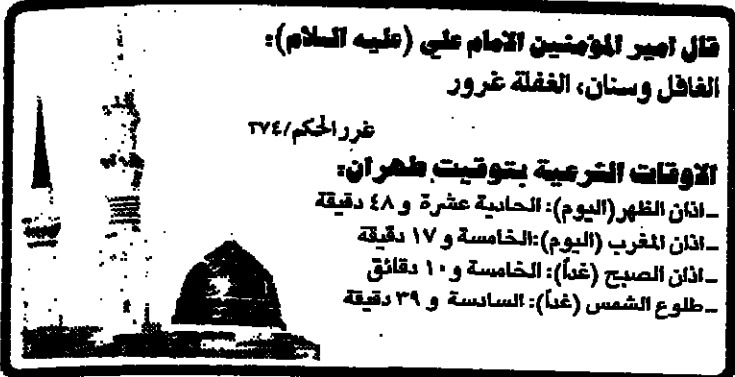 قال امير المؤمنين الامام علي (عليه السلام):
الغافل وسنان، الغفلة غرور
غرر الحكم/٣٧٤
الاوقات الشرعية بتوقيت طهران:
ـ اذان الظهر (اليوم): الحادية عشرة و ٤٨ دقيقة
ـ اذان المغرب (اليوم): الخامسة و ١٧ دقيقة
ـ اذان الصبح (غداً): الخامسة و ١٠ دقائق
ـ طلوع الشمس (غداً): السادسة و ٣٩ دقيقة